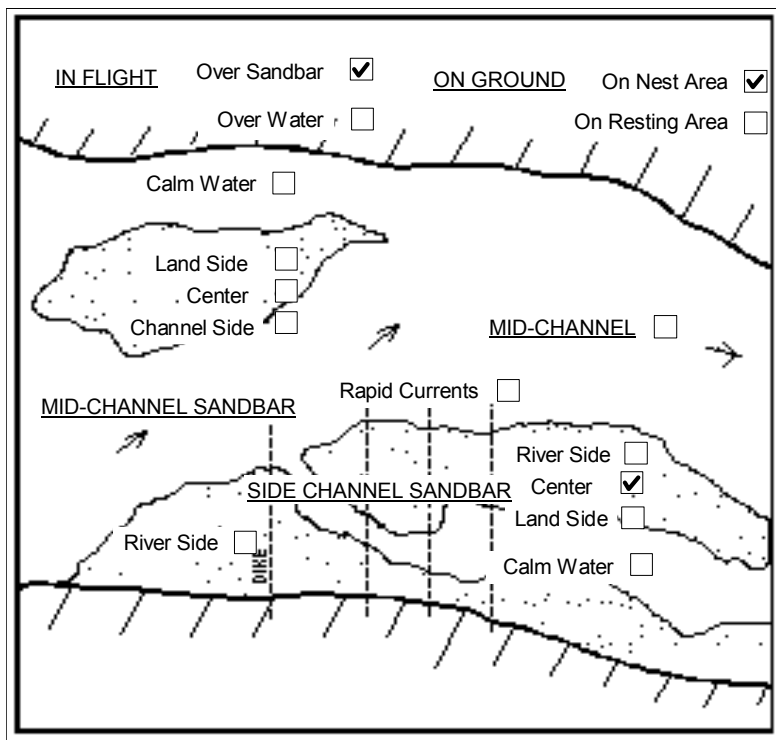 IN FLIGHT Over Sandbar ON GROUND On Nest Area
Over Water On Resting Area
Calm Water
Land Side
Center
Channel Side
MID-CHANNEL
Rapid Currents
MID-CHANNEL SANDBAR
River Side
SIDE CHANNEL SANDBAR Center
Land Side
River Side
DIKE
Calm Water